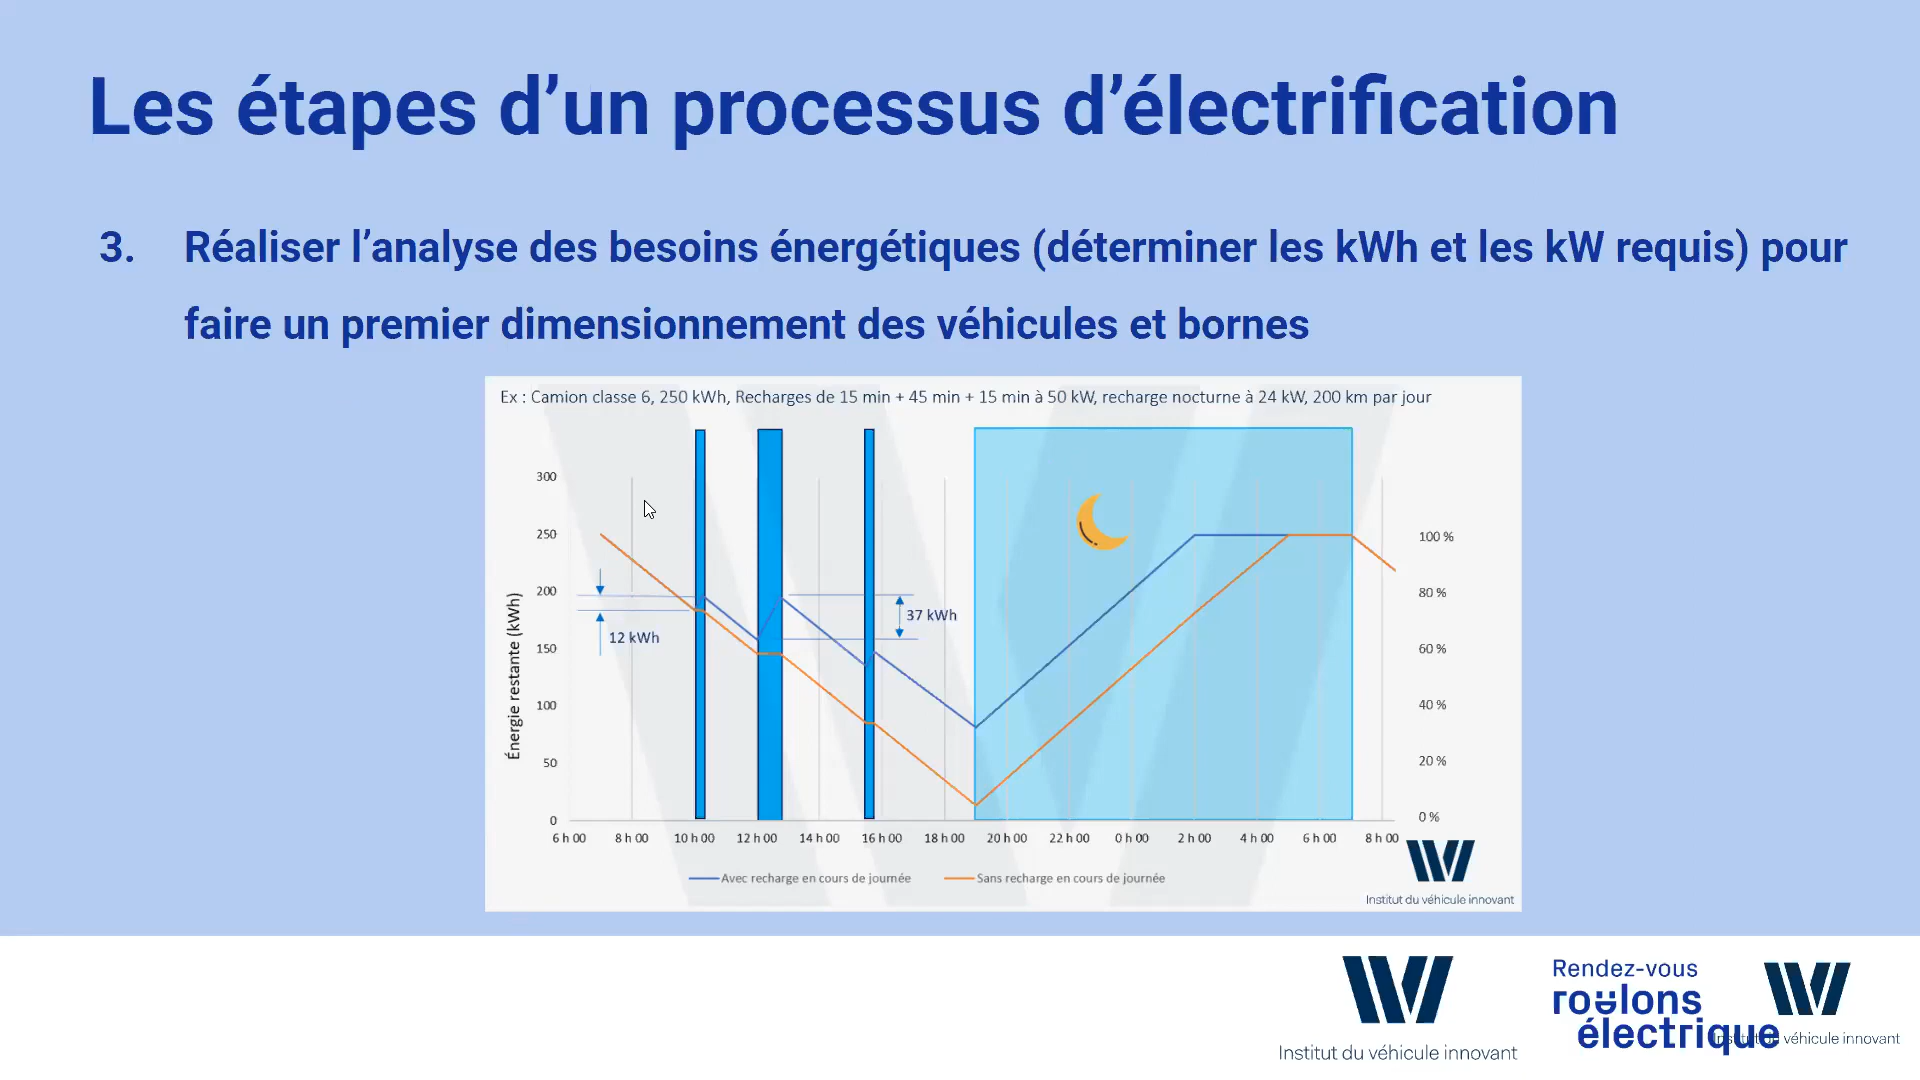 Les étapes d’un processus d’électrification
3. Réaliser l’analyse des besoins énergétiques (déterminer les kWh et les kW requis) pour
faire un premier dimensionnement des véhicules et bornes
Ex : Camion classe 6, 250 kWh, Recharges de 15 min + 45 min + 15 min à 50 kW, recharge nocturne à 24 kW, 200 km par jour
Énergie restante (kWh)
300
250
200
150
100
50
0
12 kWh
37 kWh
100 %
80 %
60 %
40 %
20 %
0 %
6 h 00 8 h 00 10 h 00 12 h 00 14 h 00 16 h 00 18 h 00 20 h 00 22 h 00 0 h 00 2 h 00 4 h 00 6 h 00 8 h 00
Avec recharge en cours de journée Sans recharge en cours de journée
Institut du véhicule innovant
Institut du véhicule innovant
Rendez-vous
roulons
électrique
véhicule innovant